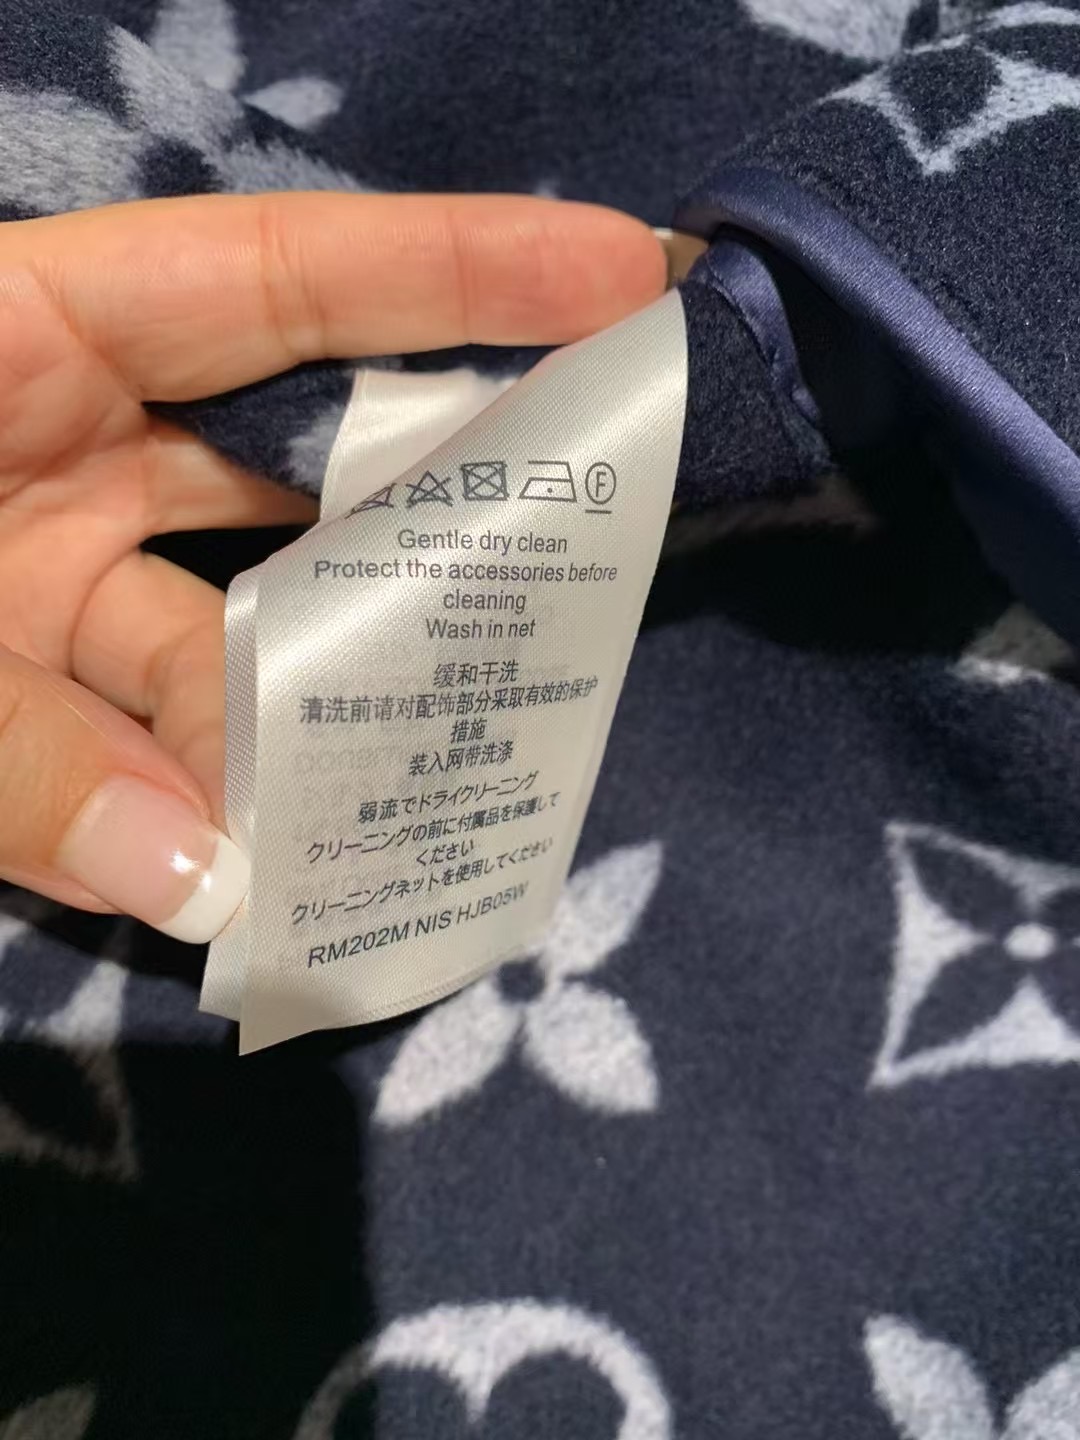 F
Gentle dry clean
Protect the accessories before
cleaning
Wash in net
缓和干洗
清洗前请对配饰部分采取有效的保护
措施
装入网带洗涤
弱流でドライクリーニング
クリーニングの前に付属品を保護して
ください
クリーニングネットを使用してください
RM202M NIS HJB05W